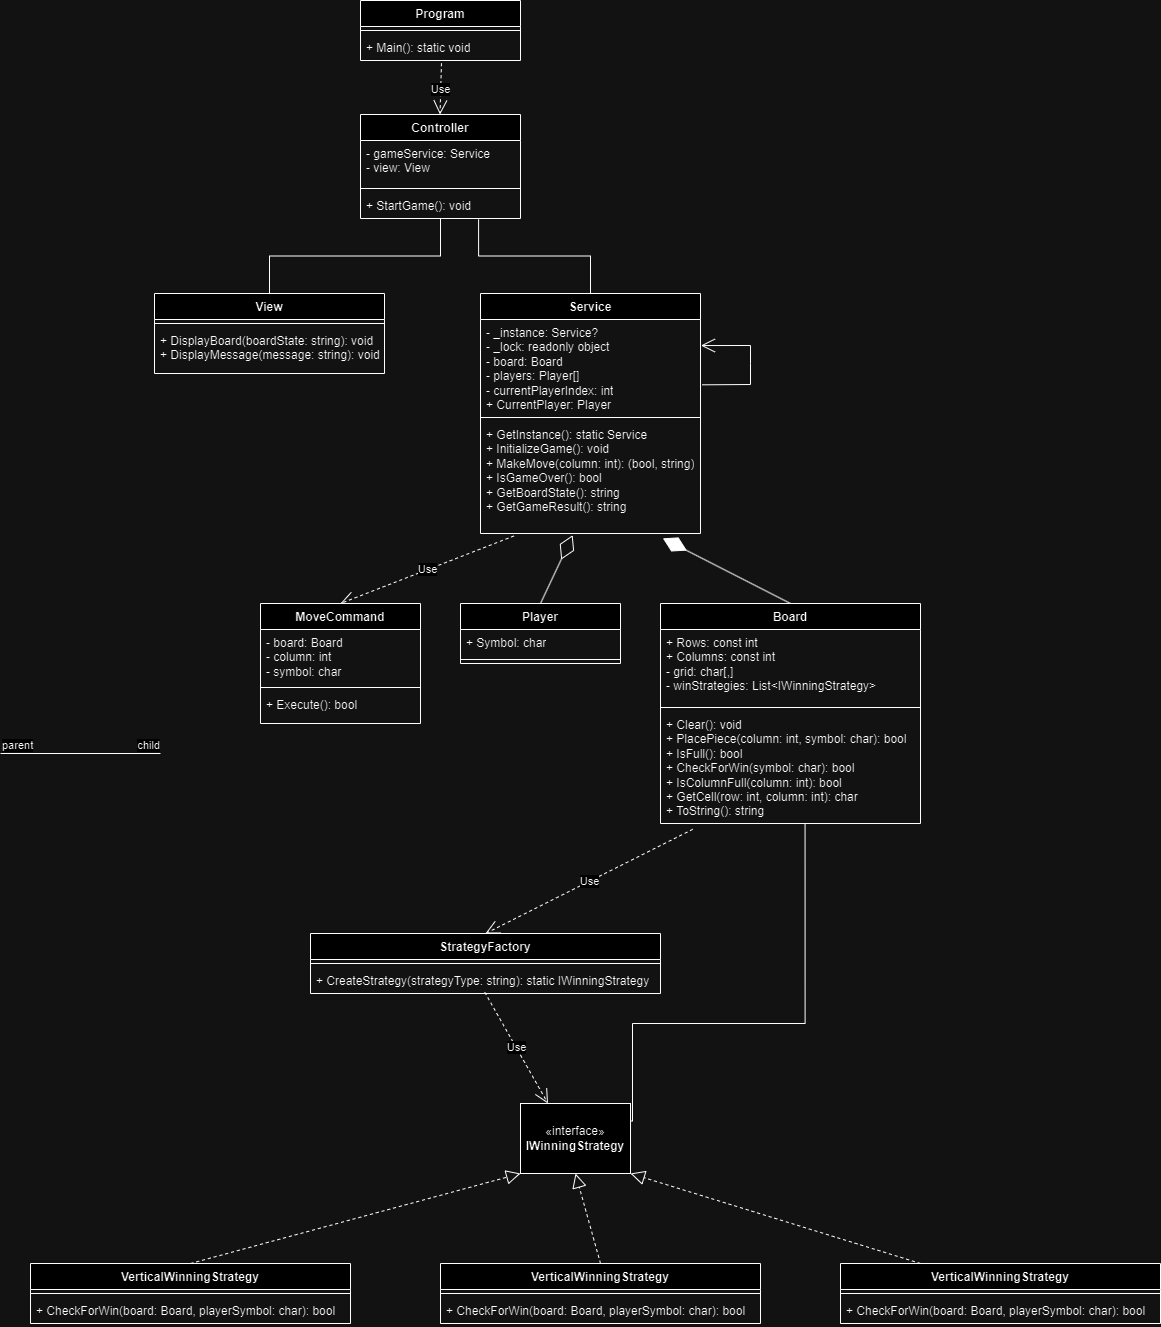 Program
+ Main(): static void
Use
Controller
- gameService: Service
- view: View
+ StartGame(): void
View
+ DisplayBoard(boardState: string): void
+ DisplayMessage(message: string): void
Service
- _instance: Service?
- _lock: readonly object
- board: Board
- players: Player[]
- currentPlayerIndex: int
+ CurrentPlayer: Player
+ GetInstance(): static Service
+ InitializeGame(): void
+ MakeMove(column: int): (bool, string)
+ IsGameOver(): bool
+ GetBoardState(): string
+ GetGameResult(): string
Use
MoveCommand
- board: Board
- column: int
- symbol: char
+ Execute(): bool
Player
+ Symbol: char
Board
+ Rows: const int
+ Columns: const int
- grid: char[,]
- winStrategies: List<IWinningStrategy>
+ Clear(): void
+ PlacePiece(column: int, symbol: char): bool
+ IsFull(): bool
+ CheckForWin(symbol: char): bool
+ IsColumnFull(column: int): bool
+ GetCell(row: int, column: int): char
+ ToString(): string
parent child
Use
StrategyFactory
+ CreateStrategy(strategyType: string): static IWinningStrategy
Use
«interface»
IWinningStrategy
VerticalWinningStrategy
+ CheckForWin(board: Board, playerSymbol: char): bool
VerticalWinningStrategy
+ CheckForWin(board: Board, playerSymbol: char): bool
VerticalWinningStrategy
+ CheckForWin(board: Board, playerSymbol: char): bool